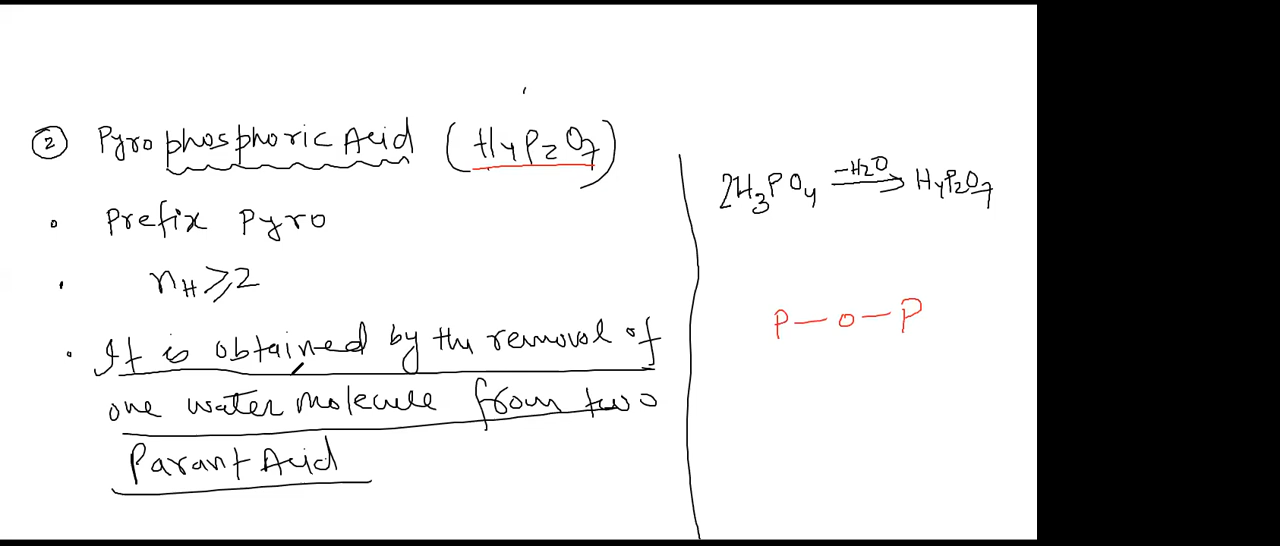 ② Pyrophosphoric Acid (H4P2O7)
• Prefix Pyro
• nH ⩾ 2
• It is obtained by the removal of
one water molecule from two
Parant Acid
2H3PO4 −H2O→ H4P2O7
P—O—P